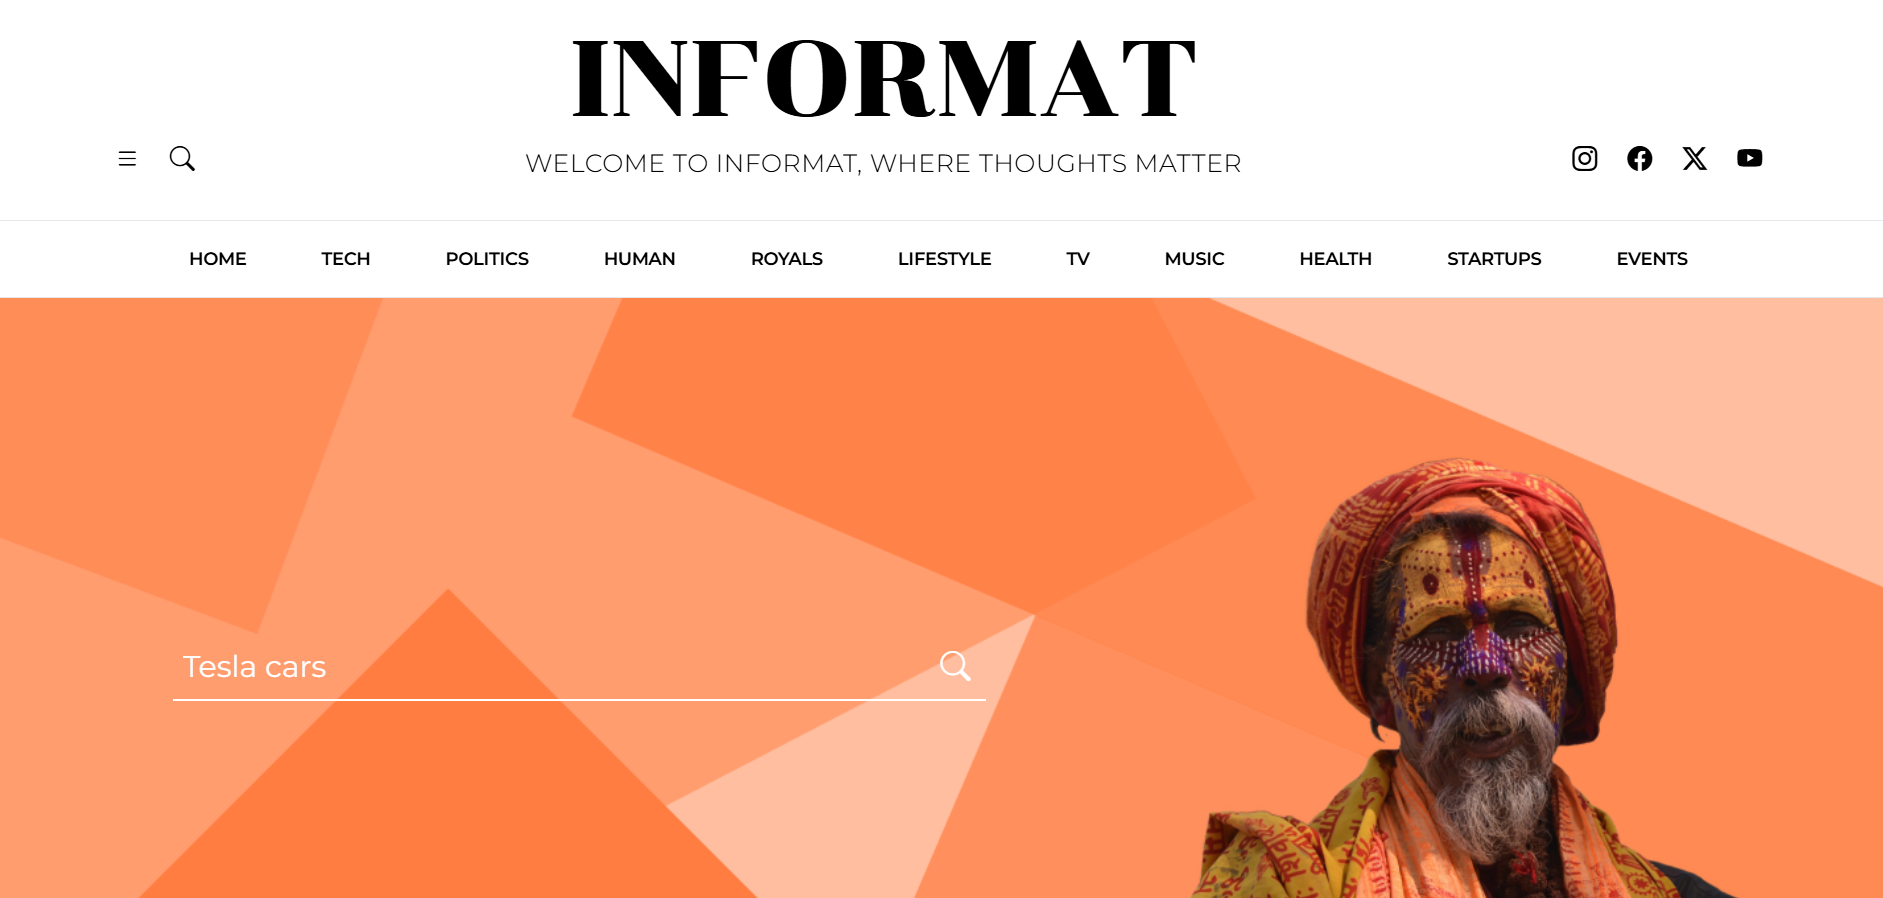 INFORMAT
WELCOME TO INFORMAT, WHERE THOUGHTS MATTER
HOME TECH POLITICS HUMAN ROYALS LIFESTYLE TV MUSIC HEALTH STARTUPS EVENTS
Tesla cars